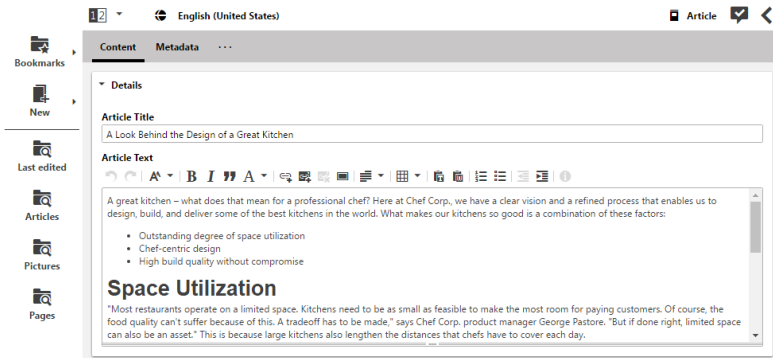 12
English (United States)
Article
Content
Metadata
...
Bookmarks
New
Last edited
Articles
Pictures
Pages
Details
Article Title
A Look Behind the Design of a Great Kitchen
Article Text
A great kitchen – what does that mean for a professional chef? Here at Chef Corp., we have a clear vision and a refined process that enables us to
design, build, and deliver some of the best kitchens in the world. What makes our kitchens so good is a combination of these factors:
• Outstanding degree of space utilization
• Chef-centric design
• High build quality without compromise
Space Utilization
"Most restaurants operate on a limited space. Kitchens need to be as small as feasible to make the most room for paying customers. Of course, the
food quality can't suffer because of this. A tradeoff has to be made," says Chef Corp. product manager George Pastore. "But if done right, limited space
can also be an asset." This is because large kitchens also lengthen the distances that chefs have to cover each day.